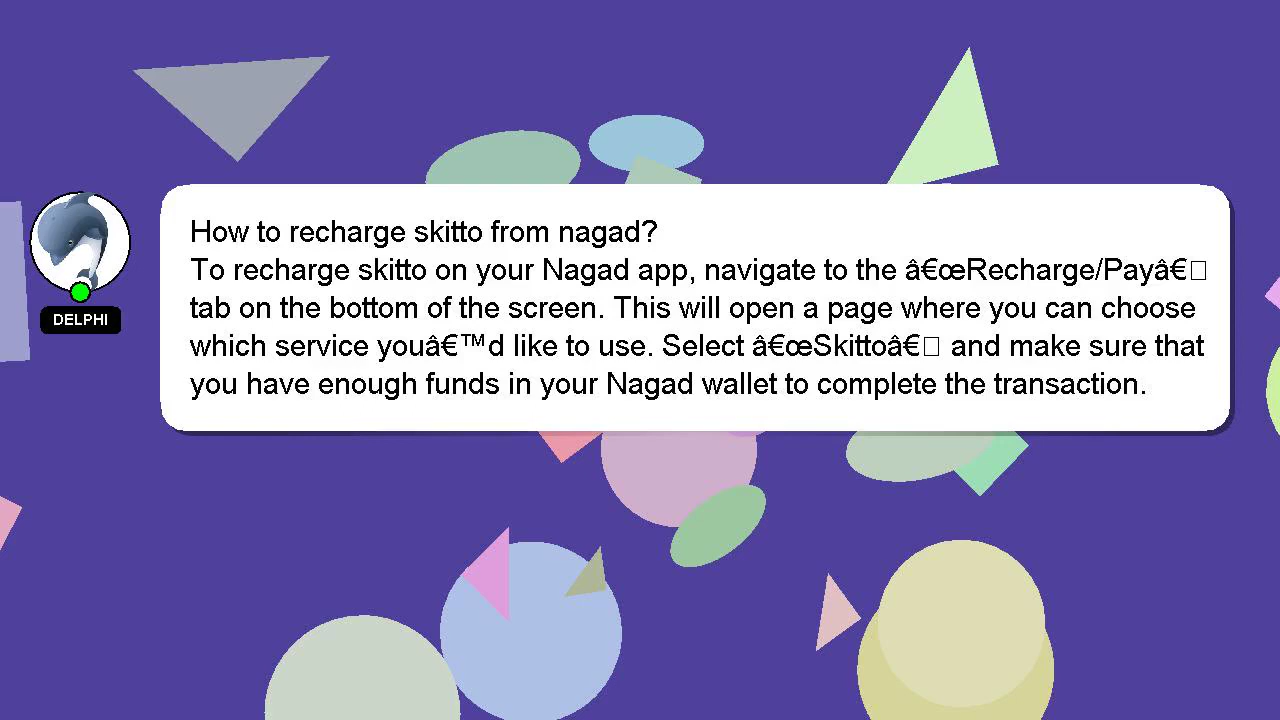 How to recharge skitto from nagad?
To recharge skitto on your Nagad app, navigate to the â€œRecharge/Payâ€□
tab on the bottom of the screen. This will open a page where you can choose
which service youâ€™d like to use. Select â€œSkittoâ€□ and make sure that
you have enough funds in your Nagad wallet to complete the transaction.
DELPHI